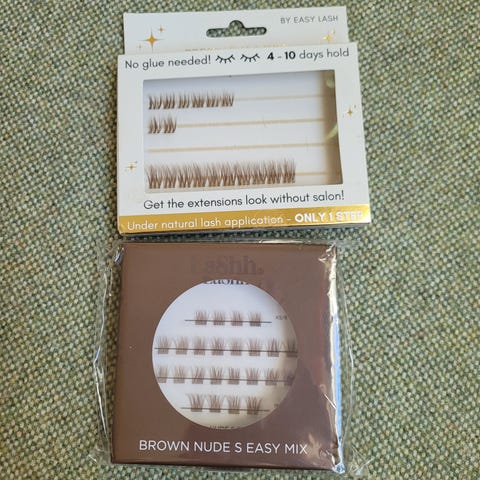 BY EASY LASH
No glue needed! 4 - 10 days hold
Get the extensions look without salon!
Under natural lash application - ONLY 1 STEP
Lashh.
BROWN NUDE S EASY MIX